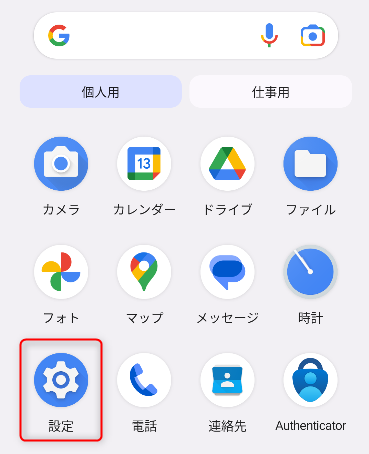 個人用 仕事用
13
カメラ カレンダー ドライブ ファイル
フォト マップ メッセージ 時計
設定 電話 連絡先 Authenticator